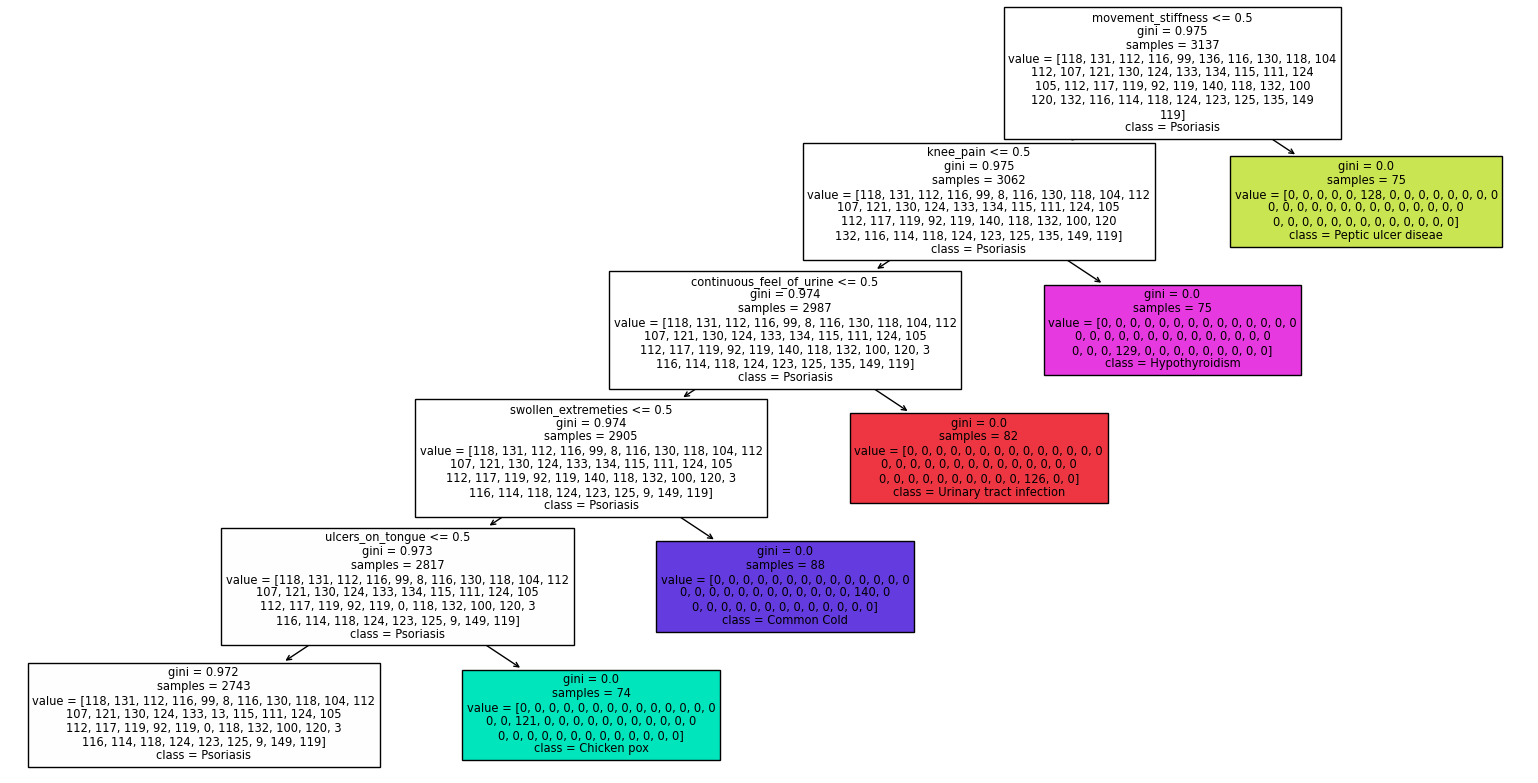 movement_stiffness <= 0.5
gini = 0.975
samples = 3137
value = [118, 131, 112, 116, 99, 136, 116, 130, 118, 104
112, 107, 121, 130, 124, 133, 134, 115, 111, 124
105, 112, 117, 119, 92, 119, 140, 118, 132, 100
120, 132, 116, 114, 118, 124, 123, 125, 135, 149
119]
class = Psoriasis
knee_pain <= 0.5
gini = 0.975
samples = 3062
value = [118, 131, 112, 116, 99, 8, 116, 130, 118, 104, 112
107, 121, 130, 124, 133, 134, 115, 111, 124, 105
112, 117, 119, 92, 119, 140, 118, 132, 100, 120
132, 116, 114, 118, 124, 123, 125, 135, 149, 119]
class = Psoriasis
gini = 0.0
samples = 75
value = [0, 0, 0, 0, 0, 128, 0, 0, 0, 0, 0, 0, 0, 0
0, 0, 0, 0, 0, 0, 0, 0, 0, 0, 0, 0, 0, 0
0, 0, 0, 0, 0, 0, 0, 0, 0, 0, 0, 0, 0]
class = Peptic ulcer diseae
continuous_feel_of_urine <= 0.5
gini = 0.974
samples = 2987
value = [118, 131, 112, 116, 99, 8, 116, 130, 118, 104, 112
107, 121, 130, 124, 133, 134, 115, 111, 124, 105
112, 117, 119, 92, 119, 140, 118, 132, 100, 120, 3
116, 114, 118, 124, 123, 125, 135, 149, 119]
class = Psoriasis
gini = 0.0
samples = 75
value = [0, 0, 0, 0, 0, 0, 0, 0, 0, 0, 0, 0, 0, 0
0, 0, 0, 0, 0, 0, 0, 0, 0, 0, 0, 0, 0, 0
0, 0, 0, 129, 0, 0, 0, 0, 0, 0, 0, 0, 0]
class = Hypothyroidism
swollen_extremeties <= 0.5
gini = 0.974
samples = 2905
value = [118, 131, 112, 116, 99, 8, 116, 130, 118, 104, 112
107, 121, 130, 124, 133, 134, 115, 111, 124, 105
112, 117, 119, 92, 119, 140, 118, 132, 100, 120, 3
116, 114, 118, 124, 123, 125, 9, 149, 119]
class = Psoriasis
gini = 0.0
samples = 82
value = [0, 0, 0, 0, 0, 0, 0, 0, 0, 0, 0, 0, 0, 0
0, 0, 0, 0, 0, 0, 0, 0, 0, 0, 0, 0, 0, 0
0, 0, 0, 0, 0, 0, 0, 0, 0, 0, 126, 0, 0]
class = Urinary tract infection
ulcers_on_tongue <= 0.5
gini = 0.973
samples = 2817
value = [118, 131, 112, 116, 99, 8, 116, 130, 118, 104, 112
107, 121, 130, 124, 133, 134, 115, 111, 124, 105
112, 117, 119, 92, 119, 0, 118, 132, 100, 120, 3
116, 114, 118, 124, 123, 125, 9, 149, 119]
class = Psoriasis
gini = 0.0
samples = 88
value = [0, 0, 0, 0, 0, 0, 0, 0, 0, 0, 0, 0, 0, 0
0, 0, 0, 0, 0, 0, 0, 0, 0, 0, 0, 0, 140, 0
0, 0, 0, 0, 0, 0, 0, 0, 0, 0, 0, 0, 0]
class = Common Cold
gini = 0.972
samples = 2743
value = [118, 131, 112, 116, 99, 8, 116, 130, 118, 104, 112
107, 121, 130, 124, 133, 13, 115, 111, 124, 105
112, 117, 119, 92, 119, 0, 118, 132, 100, 120, 3
116, 114, 118, 124, 123, 125, 9, 149, 119]
class = Psoriasis
gini = 0.0
samples = 74
value = [0, 0, 0, 0, 0, 0, 0, 0, 0, 0, 0, 0, 0, 0
0, 0, 121, 0, 0, 0, 0, 0, 0, 0, 0, 0, 0, 0
0, 0, 0, 0, 0, 0, 0, 0, 0, 0, 0, 0, 0]
class = Chicken pox